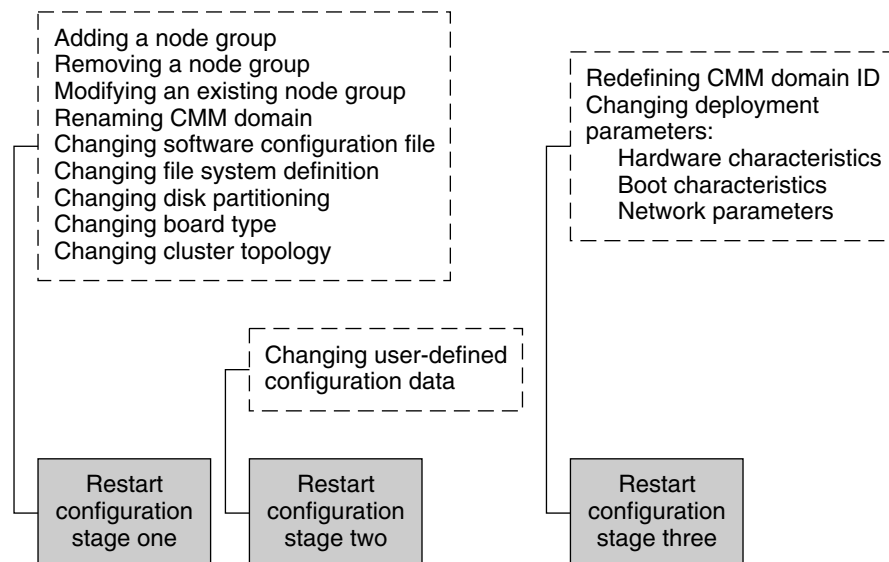 Adding a node group
Removing a node group
Modifying an existing node group
Renaming CMM domain
Changing software configuration file
Changing file system definition
Changing disk partitioning
Changing board type
Changing cluster topology
Redefining CMM domain ID
Changing deployment
parameters:
Hardware characteristics
Boot characteristics
Network parameters
Changing user-defined
configuration data
Restart
configuration
stage one
Restart
configuration
stage two
Restart
configuration
stage three